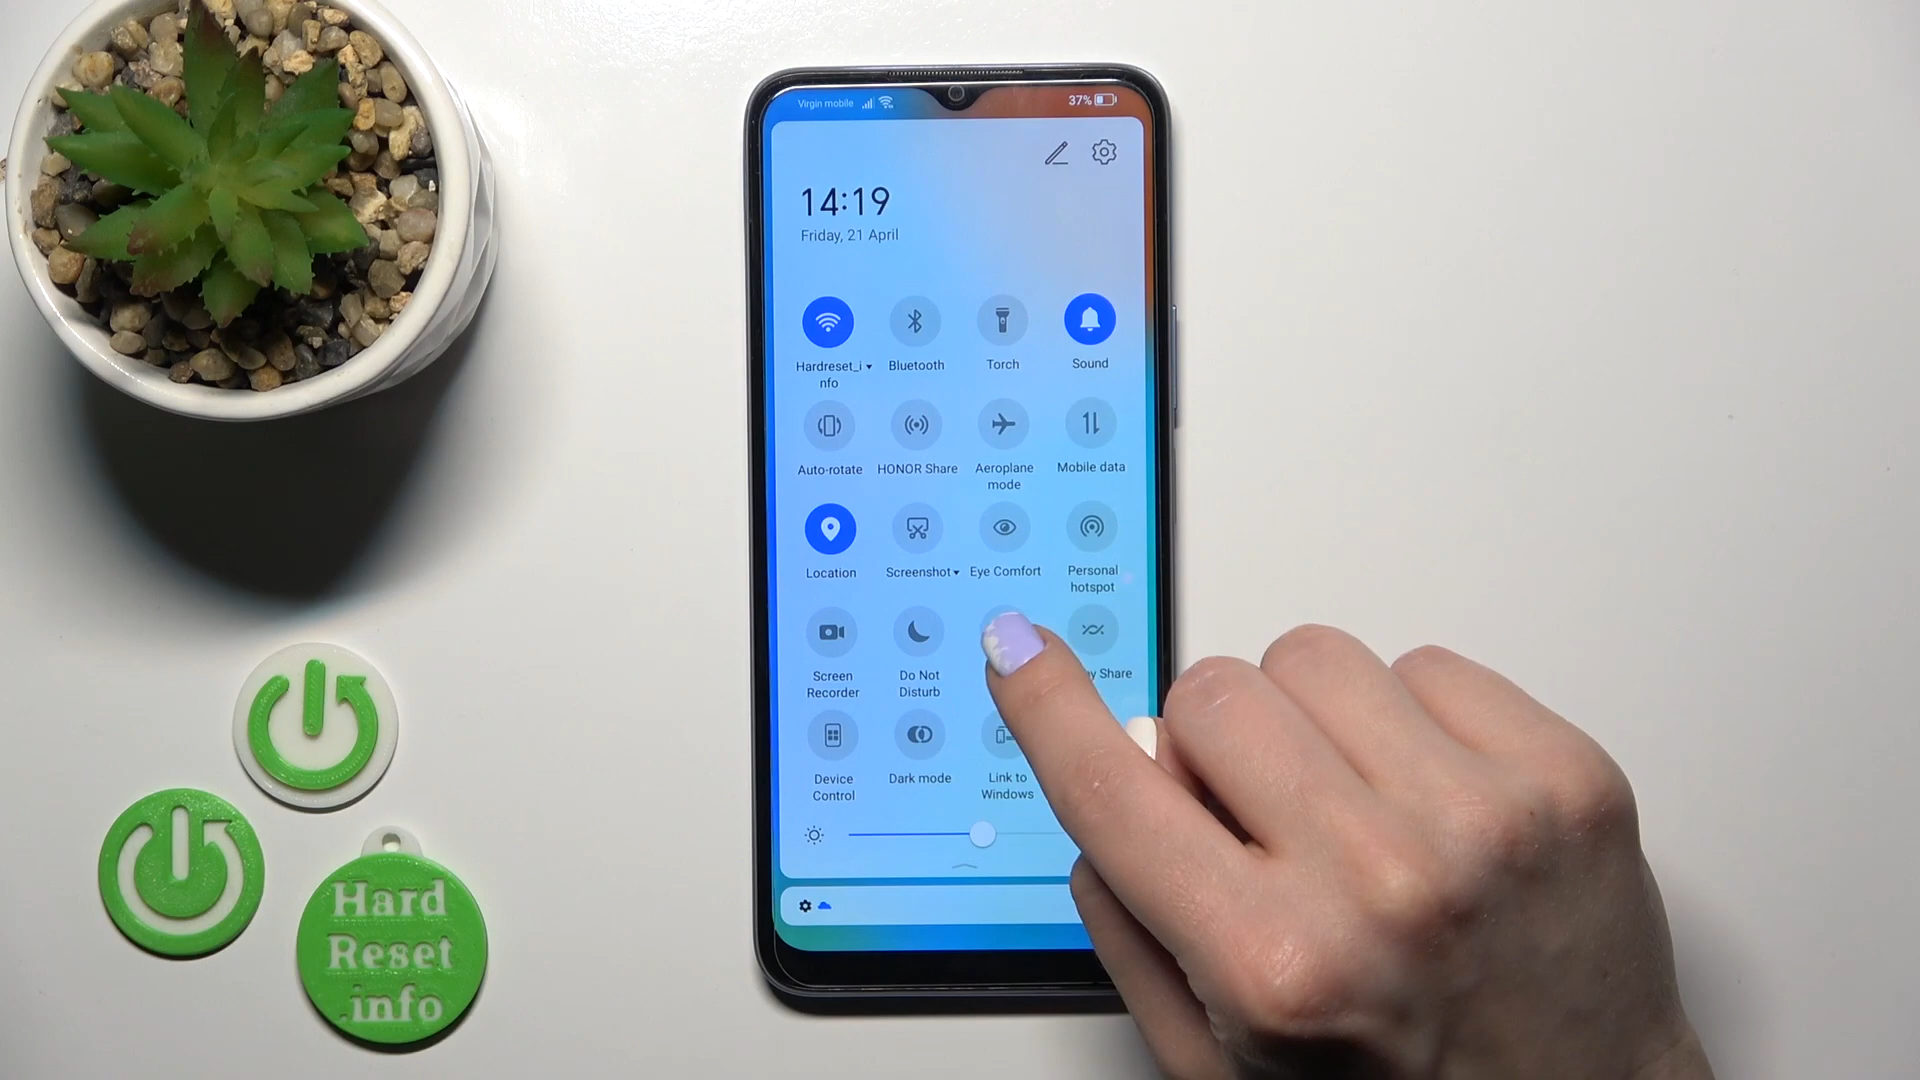 Virgin mobile
37%
14:19
Friday, 21 April
Hardreset_i
nfo
Bluetooth
Torch
Sound
Auto-rotate
HONOR Share
Aeroplane
mode
Mobile data
Location
Screenshot
Eye Comfort
Personal
hotspot
Screen
Recorder
Do Not
Disturb
Share
Device
Control
Dark mode
Link to
Windows
Hard
Reset
.info